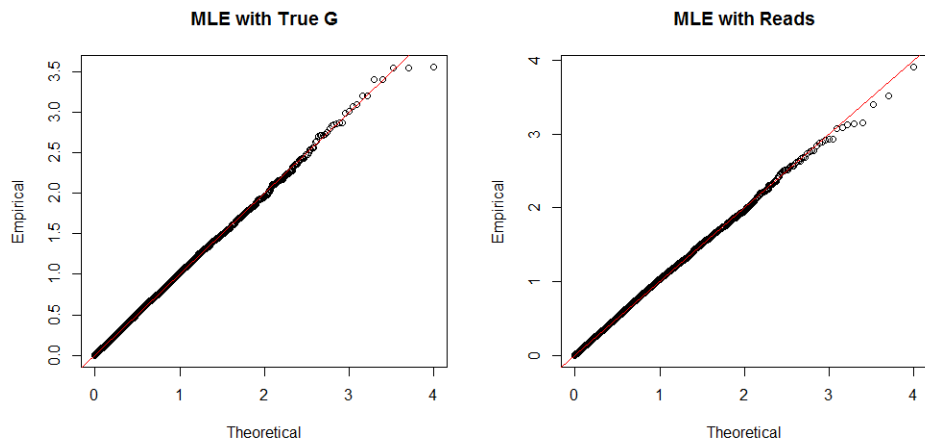 MLE with True G
Empirical
3.5
3.0
2.5
2.0
1.5
1.0
0.5
0.0
0 1 2 3 4
Theoretical
MLE with Reads
Empirical
4
3
2
1
0
0 1 2 3 4
Theoretical